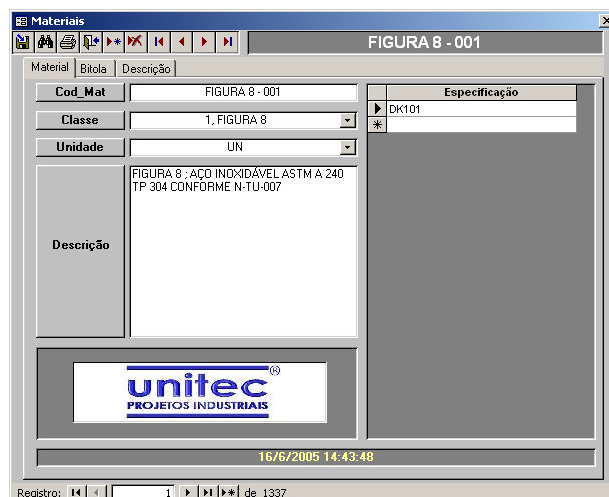 Materiais
FIGURA 8 - 001
Material Bitola Descrição
Cod_Mat FIGURA 8 - 001
Classe 1, FIGURA 8
Unidade UN
Descrição
FIGURA 8 ; AÇO INOXIDÁVEL ASTM A 240
TP 304 CONFORME N-TU-007
Especificação
DK101
unitec®
PROJETOS INDUSTRIAIS
16/6/2005 14:43:48
Registro: 1 de 1337